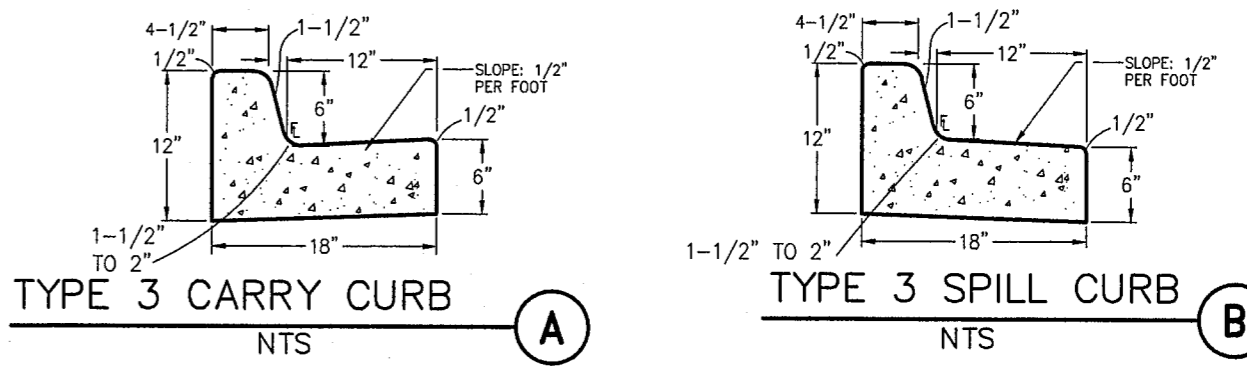 4-1/2"
1-1/2"
1/2"
12"
SLOPE: 1/2"
PER FOOT
6"
12"
1/2"
6"
1-1/2"
TO 2"
18"
TYPE 3 CARRY CURB
NTS
A
4-1/2"
1-1/2"
1/2"
12"
SLOPE: 1/2"
PER FOOT
6"
12"
1/2"
6"
1-1/2" TO 2"
18"
TYPE 3 SPILL CURB
NTS
B